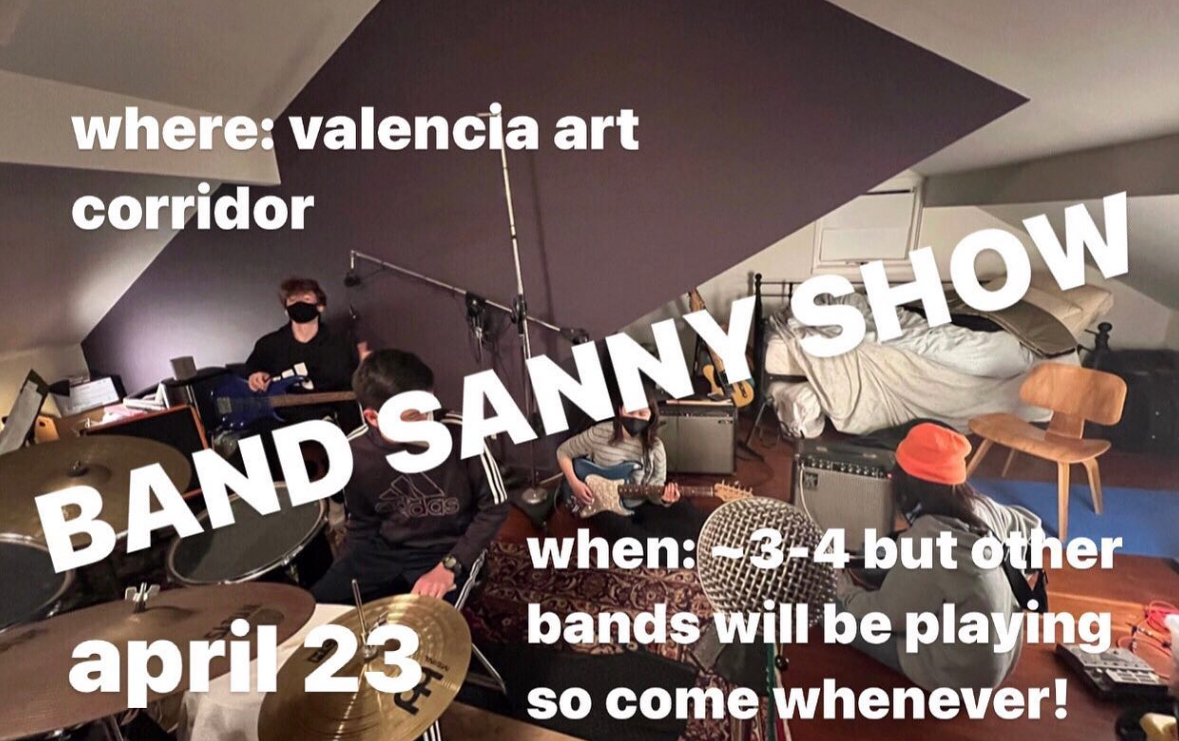 where: valencia art
corridor
BAND SANNY SHOW
adidas
when: ~3-4 but other
bands will be playing
so come whenever!
april 23